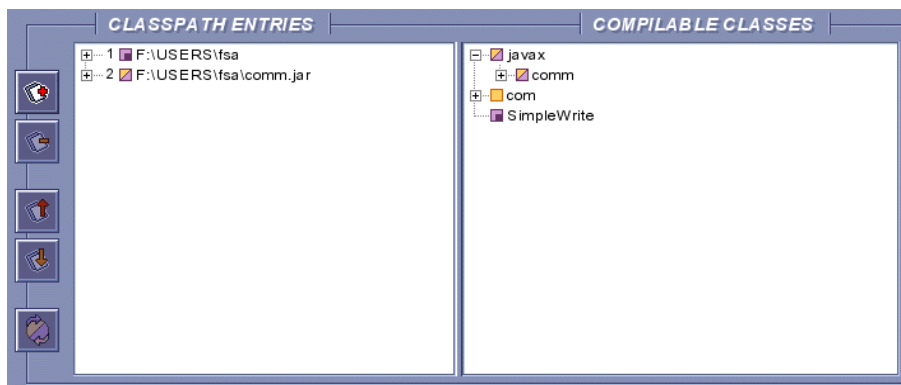 CLASSPATH ENTRIES
1 F:\USERS\fsa
2 F:\USERS\fsa\comm.jar
COMPILABLE CLASSES
javax
comm
com
SimpleWrite